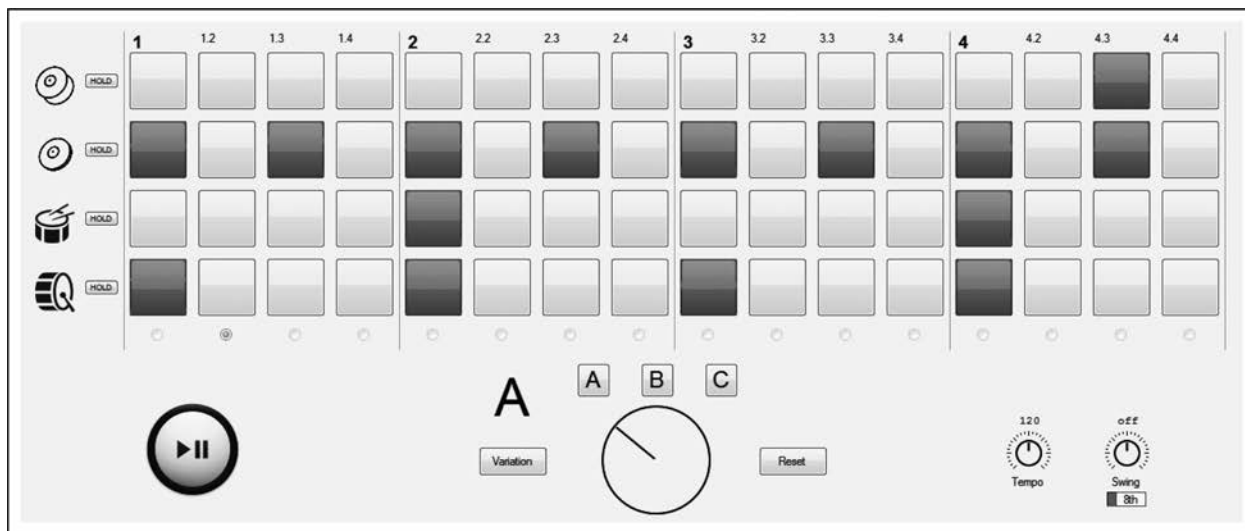 1 1.2 1.3 1.4 2 2.2 2.3 2.4 3 3.2 3.3 3.4 4 4.2 4.3 4.4
HOLD
HOLD
HOLD
HOLD
A B C
A
120 off
Variation Reset
Tempo Swing
8th